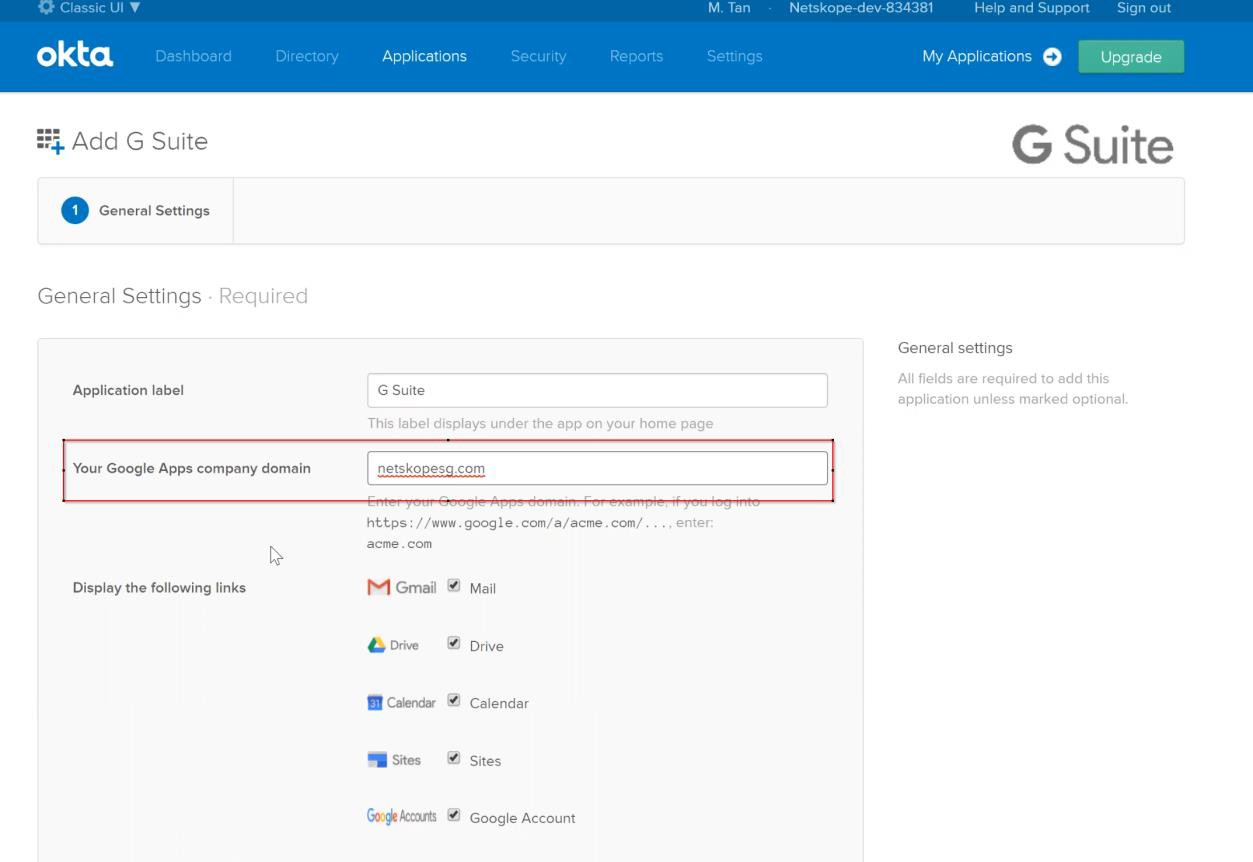 Classic UI ▼
M. Tan · Netskope-dev-834381 Help and Support Sign out
okta Dashboard Directory Applications Security Reports Settings My Applications Upgrade
Add G Suite
G Suite
1 General Settings
General Settings · Required
Application label
G Suite
This label displays under the app on your home page
Your Google Apps company domain
netskopesg.com
Enter your Google Apps domain. For example, if you log into
https://www.google.com/a/acme.com/..., enter:
acme.com
Display the following links
Gmail Mail
Drive Drive
31 Calendar Calendar
Sites Sites
Google Accounts Google Account
General settings
All fields are required to add this
application unless marked optional.